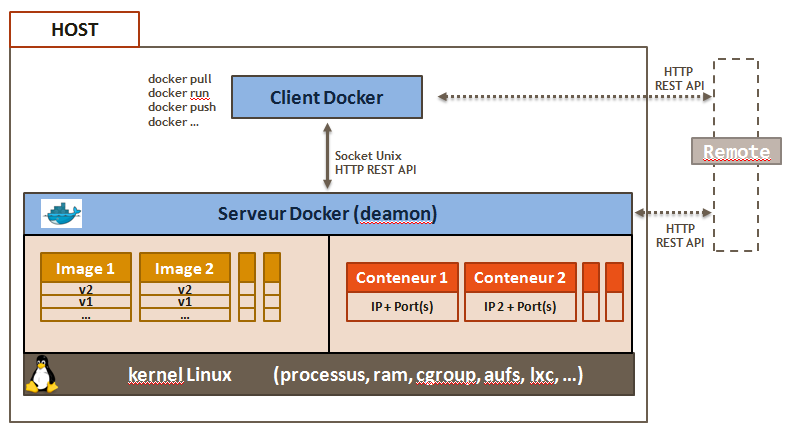 HOST
docker pull
docker run
docker push
docker ...
Client Docker
HTTP
REST API
Remote
Socket Unix
HTTP REST API
Serveur Docker (deamon)
HTTP
REST API
Image 1
v2
v1
...
Image 2
v2
v1
...
Conteneur 1
IP + Port(s)
Conteneur 2
IP 2 + Port(s)
kernel Linux (processus, ram, cgroup, aufs, lxc, ...)